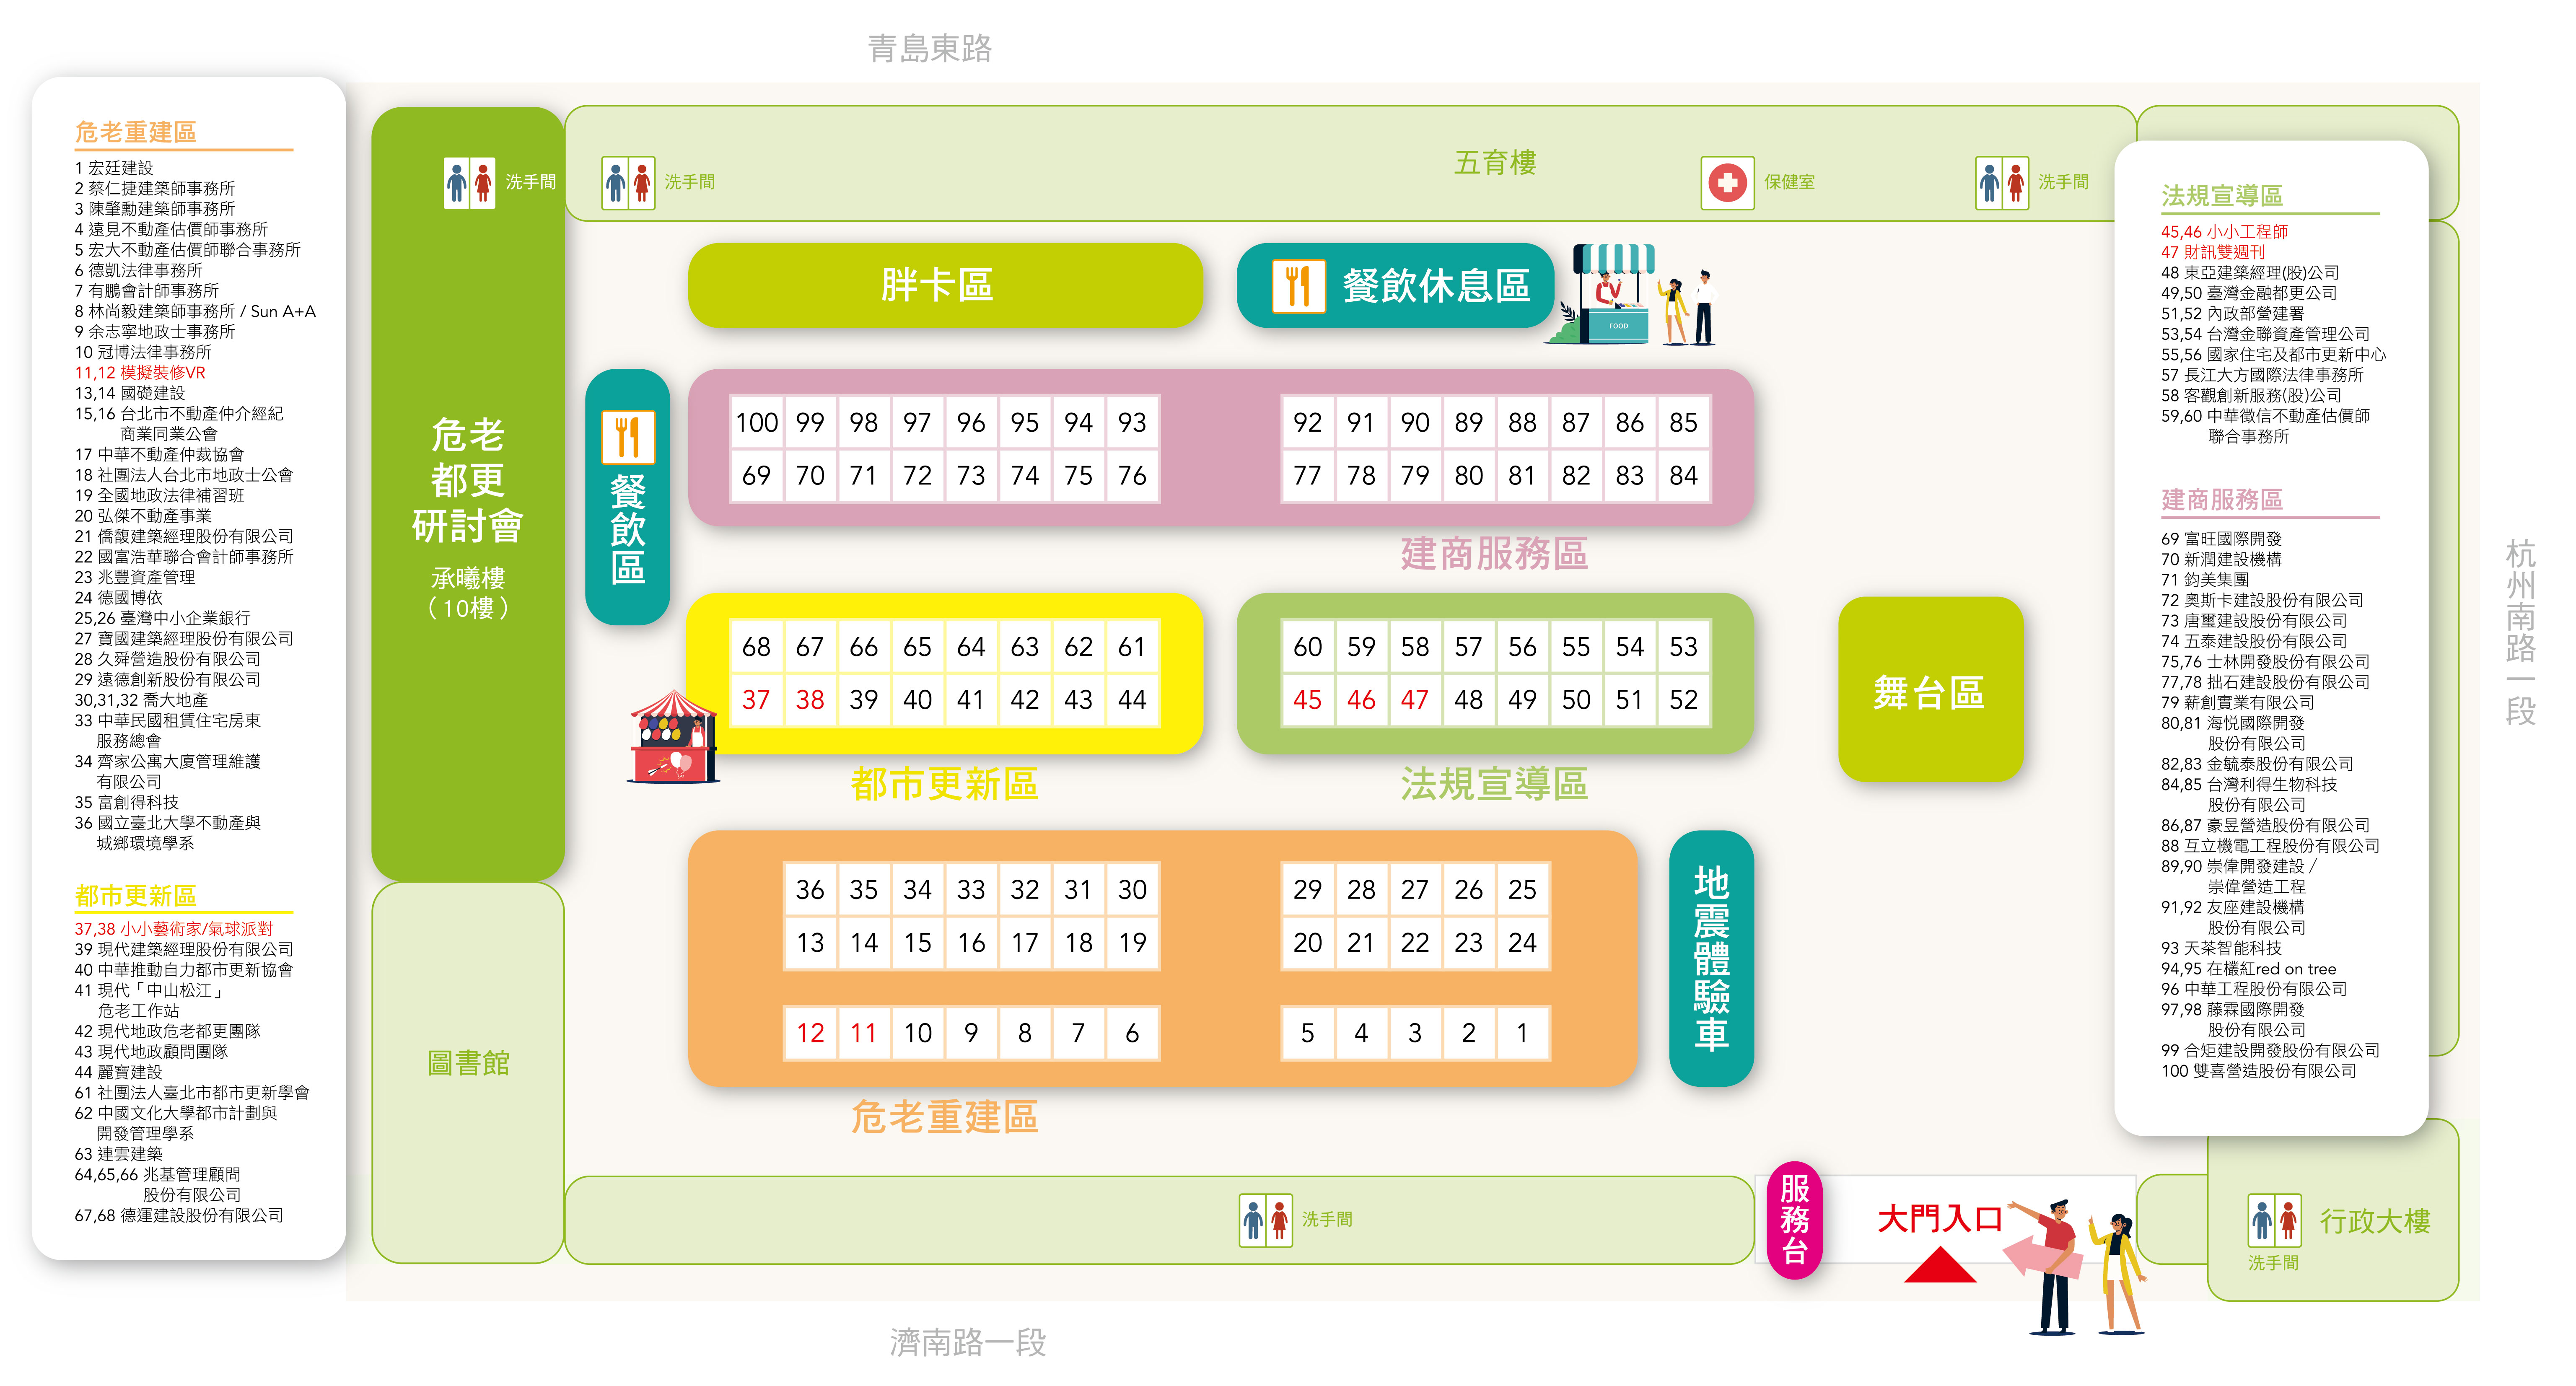 青島東路
危老重建區
1 宏廷建設
2 蔡仁捷建築師事務所
3 陳肇勳建築師事務所
4 遠見不動產估價師事務所
5 宏大不動產估價師聯合事務所
6 德凱法律事務所
7 有鵬會計師事務所
8 林尚毅建築師事務所 / Sun A+A
9 余志寧地政士事務所
10 冠博法律事務所
11,12 模擬裝修VR
13,14 國礎建設
15,16 台北市不動產仲介經紀
商業同業公會
17 中華不動產仲裁協會
18 社團法人台北市地政士公會
19 全國地政法律補習班
20 弘傑不動產事業
21 僑馥建築經理股份有限公司
22 國富浩華聯合會計師事務所
23 兆豐資產管理
24 德國博依
25,26 臺灣中小企業銀行
27 寶國建築經理股份有限公司
28 久舜營造股份有限公司
29 遠德創新股份有限公司
30,31,32 喬大地產
33 中華民國租賃住宅房東
服務總會
34 齊家公寓大廈管理維護
有限公司
35 富創得科技
36 國立臺北大學不動產與
城鄉環境學系
都市更新區
37,38 小小藝術家/氣球派對
39 現代建築經理股份有限公司
40 中華推動自力都市更新協會
41 現代「中山松江」
危老工作站
42 現代地政危老都更團隊
43 現代地政顧問團隊
44 麗寶建設
61 社團法人臺北市都市更新學會
62 中國文化大學都市計劃與
開發管理學系
63 連雲建築
64,65,66 兆基管理顧問
股份有限公司
67,68 德運建設股份有限公司
洗手間
危老
都更
研討會
承曦樓
（10樓）
圖書館
洗手間
五育樓
保健室
洗手間
胖卡區
餐飲休息區
FOOD
餐飲區
100 99 98 97 96 95 94 93
69 70 71 72 73 74 75 76
92 91 90 89 88 87 86 85
77 78 79 80 81 82 83 84
建商服務區
68 67 66 65 64 63 62 61
37 38 39 40 41 42 43 44
都市更新區
60 59 58 57 56 55 54 53
45 46 47 48 49 50 51 52
法規宣導區
舞台區
36 35 34 33 32 31 30
13 14 15 16 17 18 19
12 11 10 9 8 7 6
29 28 27 26 25
20 21 22 23 24
5 4 3 2 1
危老重建區
地震體驗車
洗手間
服務台
大門入口
洗手間
行政大樓
法規宣導區
45,46 小小工程師
47 財訊雙週刊
48 東亞建築經理(股)公司
49,50 臺灣金融都更公司
51,52 內政部營建署
53,54 台灣金聯資產管理公司
55,56 國家住宅及都市更新中心
57 長江大方國際法律事務所
58 客觀創新服務(股)公司
59,60 中華徵信不動產估價師
聯合事務所
建商服務區
69 富旺國際開發
70 新潤建設機構
71 鈞美集團
72 奧斯卡建設股份有限公司
73 唐璽建設股份有限公司
74 五泰建設股份有限公司
75,76 士林開發股份有限公司
77,78 拙石建設股份有限公司
79 薪創實業有限公司
80,81 海悅國際開發
股份有限公司
82,83 金毓泰股份有限公司
84,85 台灣利得生物科技
股份有限公司
86,87 豪昱營造股份有限公司
88 互立機電工程股份有限公司
89,90 崇偉開發建設 /
崇偉營造工程
91,92 友座建設機構
股份有限公司
93 天荼智能科技
94,95 在欉紅red on tree
96 中華工程股份有限公司
97,98 藤霖國際開發
股份有限公司
99 合矩建設開發股份有限公司
100 雙喜營造股份有限公司
杭州南路一段
濟南路一段